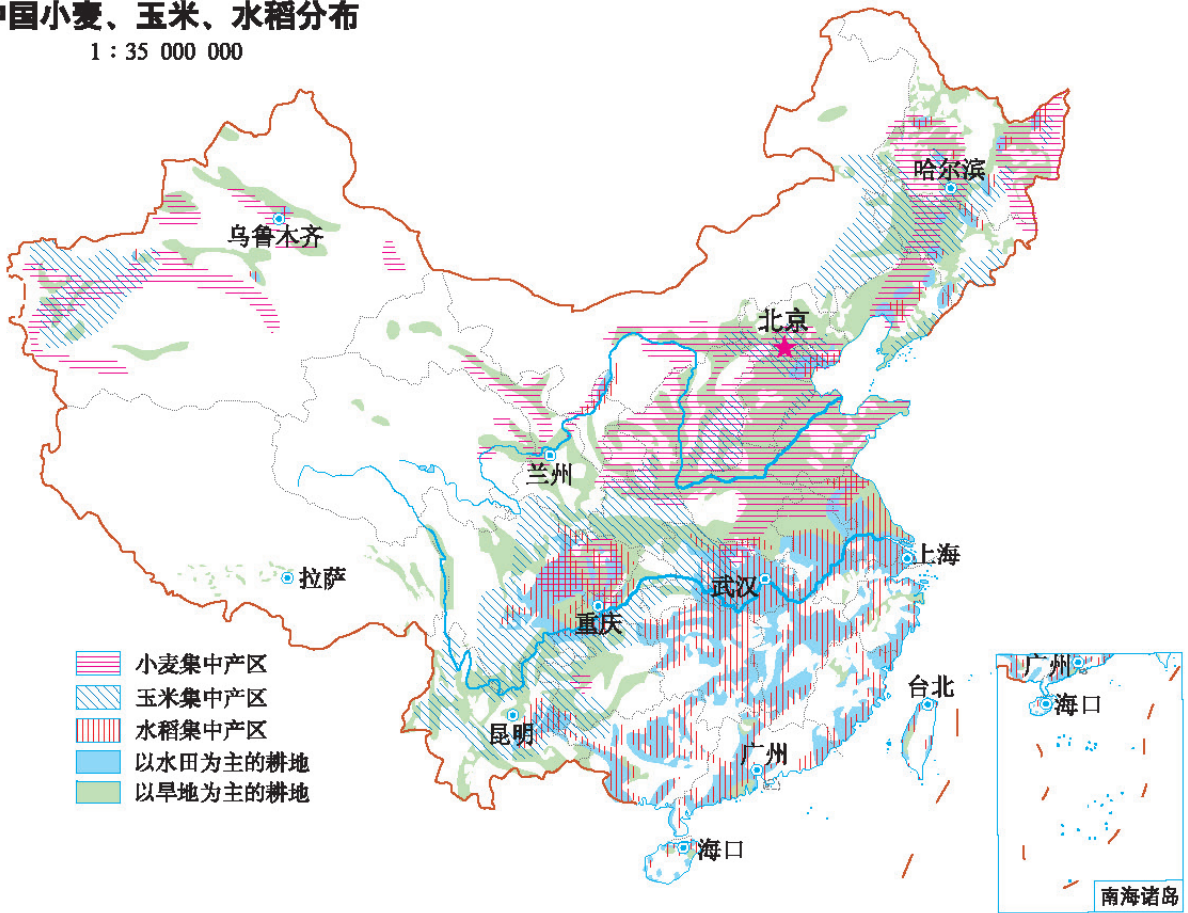 中国小麦、玉米、水稻分布
1：35 000 000
哈尔滨
乌鲁木齐
北京
兰州
拉萨
上海
武汉
重庆
小麦集中产区
玉米集中产区
水稻集中产区
以水田为主的耕地
以旱地为主的耕地
昆明
台北
广州
海口
广州
海口
南海诸岛